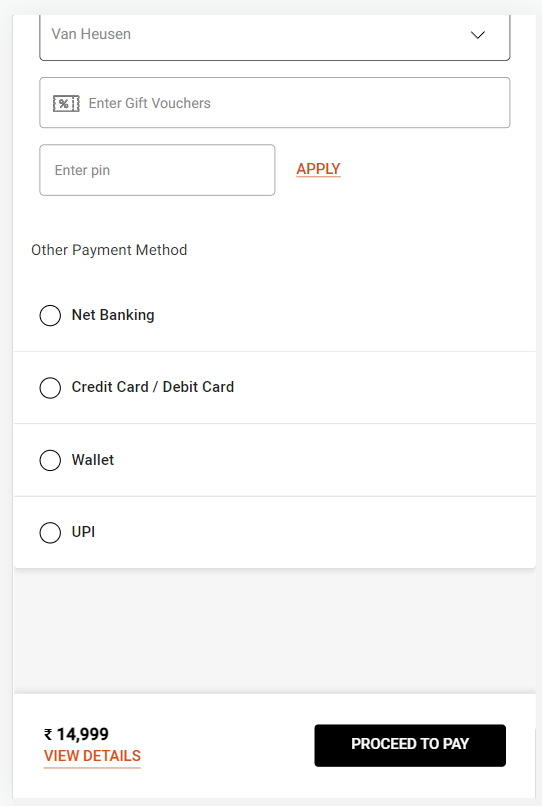 Van Heusen
Enter Gift Vouchers
Enter pin
APPLY
Other Payment Method
Net Banking
Credit Card / Debit Card
Wallet
UPI
₹ 14,999
VIEW DETAILS
PROCEED TO PAY